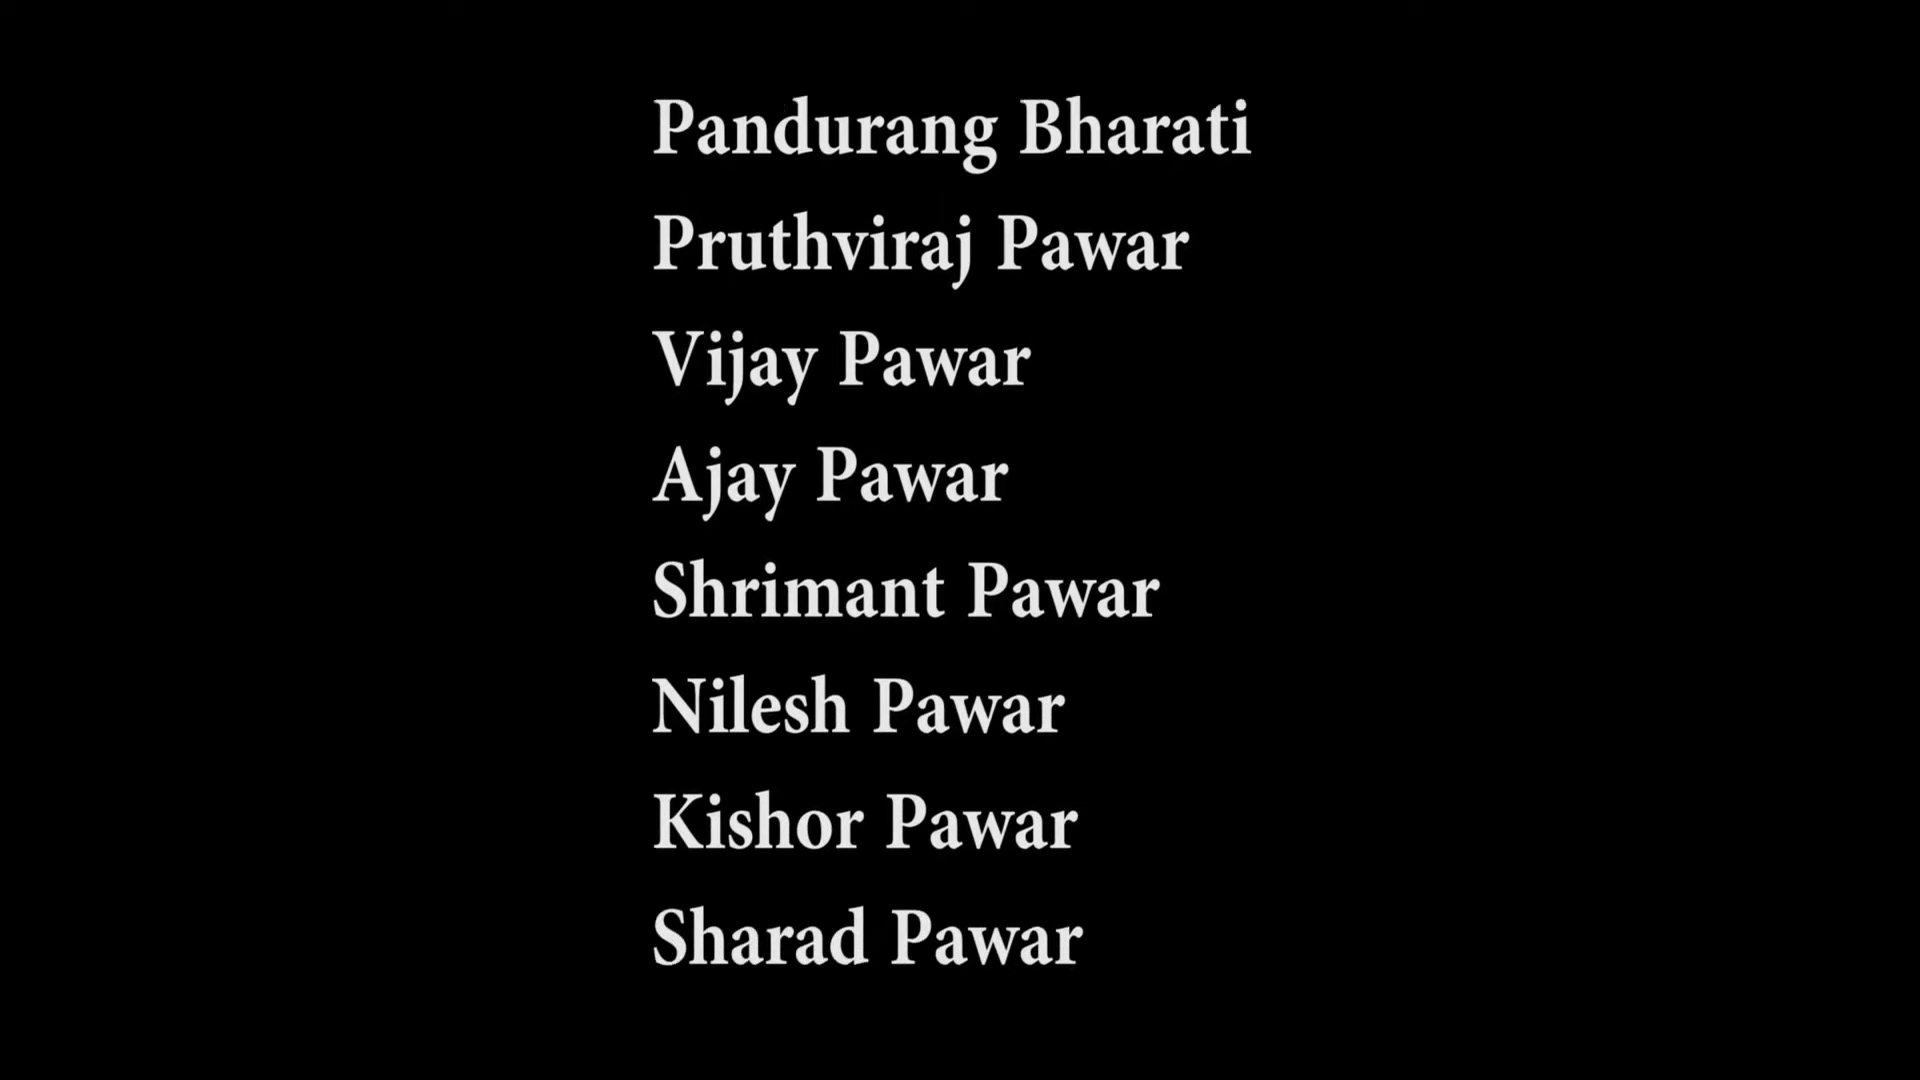 Pandurang Bharati
Pruthviraj Pawar
Vijay Pawar
Ajay Pawar
Shrimant Pawar
Nilesh Pawar
Kishor Pawar
Sharad Pawar